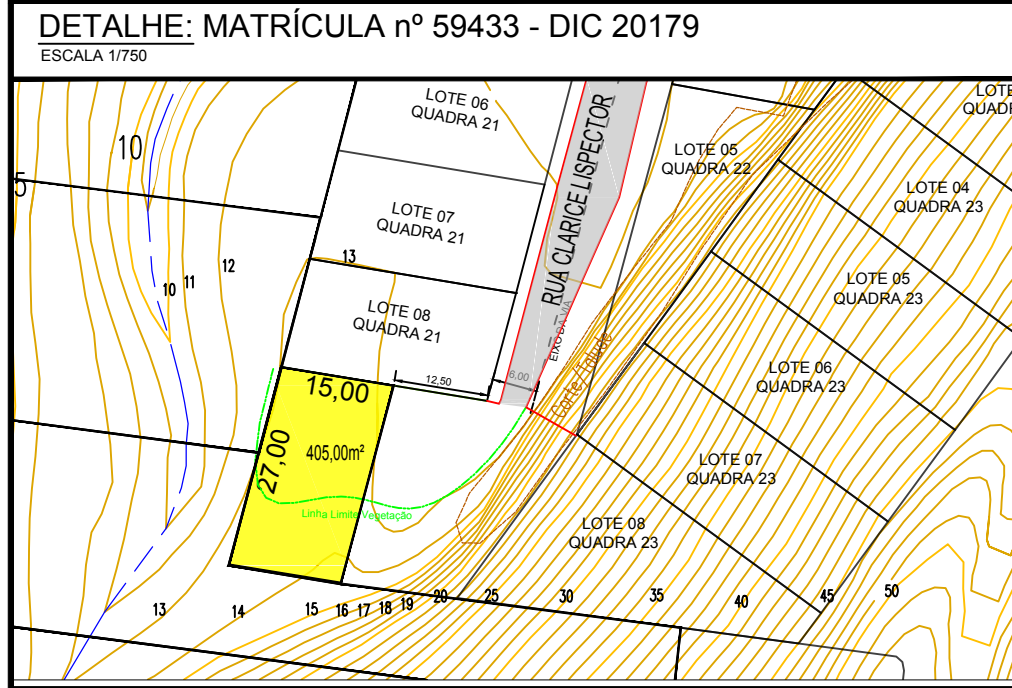 DETALHE: MATRÍCULA nº 59433 - DIC 20179
ESCALA 1/750
LOTE 06
QUADRA 21
LOTE 07
QUADRA 21
LOTE 08
QUADRA 21
RUA CLARICE LISPECTOR
EIXO DA VIA
LOTE 05
QUADRA 22
LOTE 04
QUADRA 23
LOTE 05
QUADRA 23
LOTE 06
QUADRA 23
LOTE 07
QUADRA 23
LOTE 08
QUADRA 23
Corte/Talude
10
5
10
11
12
13
12,50
6.00
15,00
27,00
405,00m²
Linha Limite Vegetação
13
14
15
16
17
18
19
20
25
30
35
40
45
50